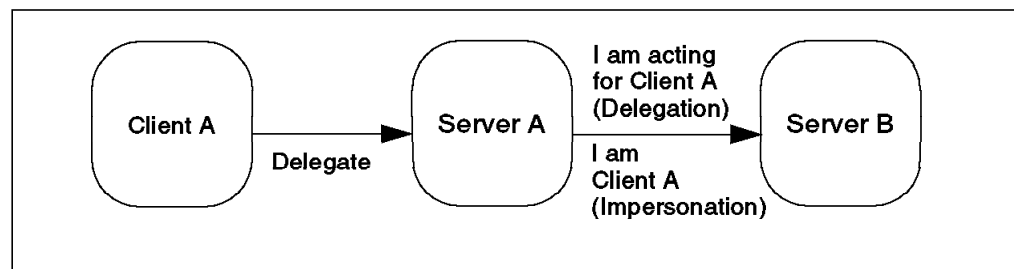 Client A
Delegate
Server A
I am acting
for Client A
(Delegation)
I am
Client A
(Impersonation)
Server B